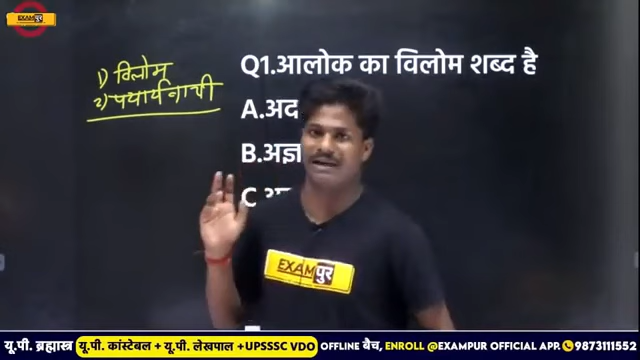 EXAMपुर
1) विलोम
2) पयार्यवाची
Q1.आलोक का विलोम शब्द है
A.अद
B.अज्ञ
C
EXAMपुर
यू.पी. ब्रह्मास्त्र यू.पी. कांस्टेबल + यू.पी. लेखपाल +UPSSSC VDO OFFLINE बैच, ENROLL @EXAMPUR OFFICIAL APP. 9873111552